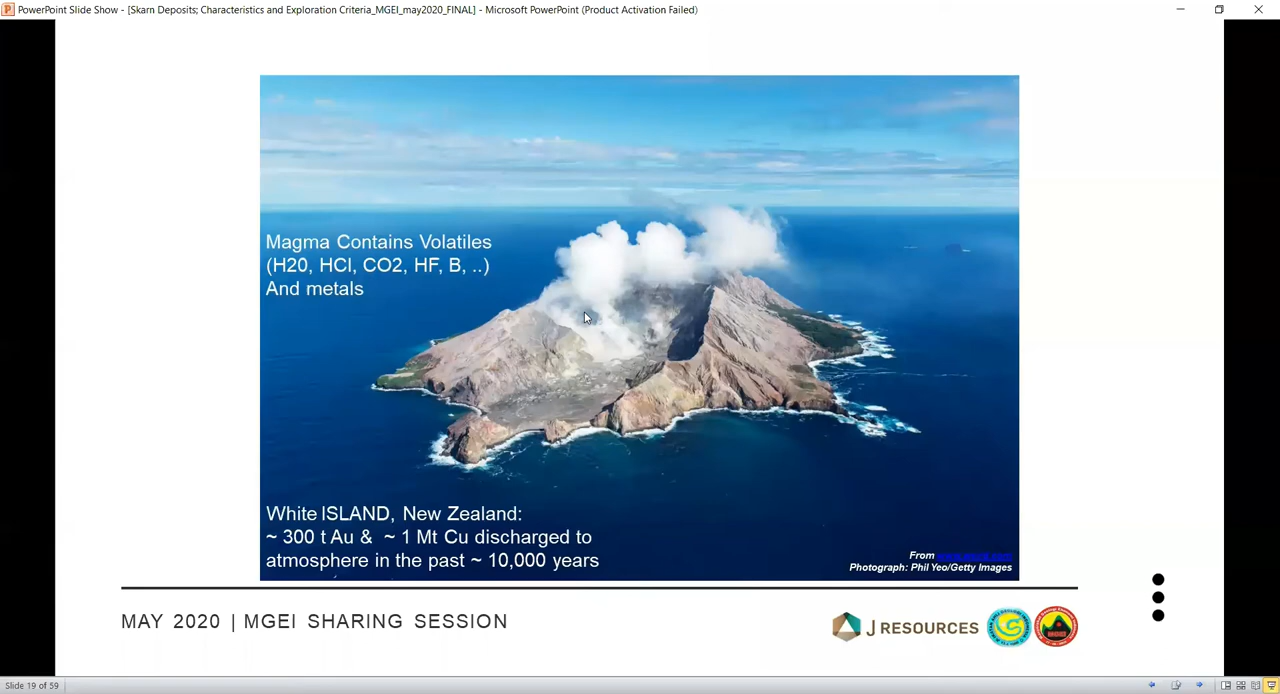 PowerPoint Slide Show - [Skarn Deposits; Characteristics and Exploration Criteria_MGEI_may2020_FINAL] - Microsoft PowerPoint (Product Activation Failed)
Magma Contains Volatiles
(H20, HCl, CO2, HF, B, ..)
And metals
White ISLAND, New Zealand:
~ 300 t Au & ~ 1 Mt Cu discharged to
atmosphere in the past ~ 10,000 years
From
Photograph: Phil Yeo/Getty Images
MAY 2020 | MGEI SHARING SESSION
J RESOURCES
MGEI
Slide 19 of 59